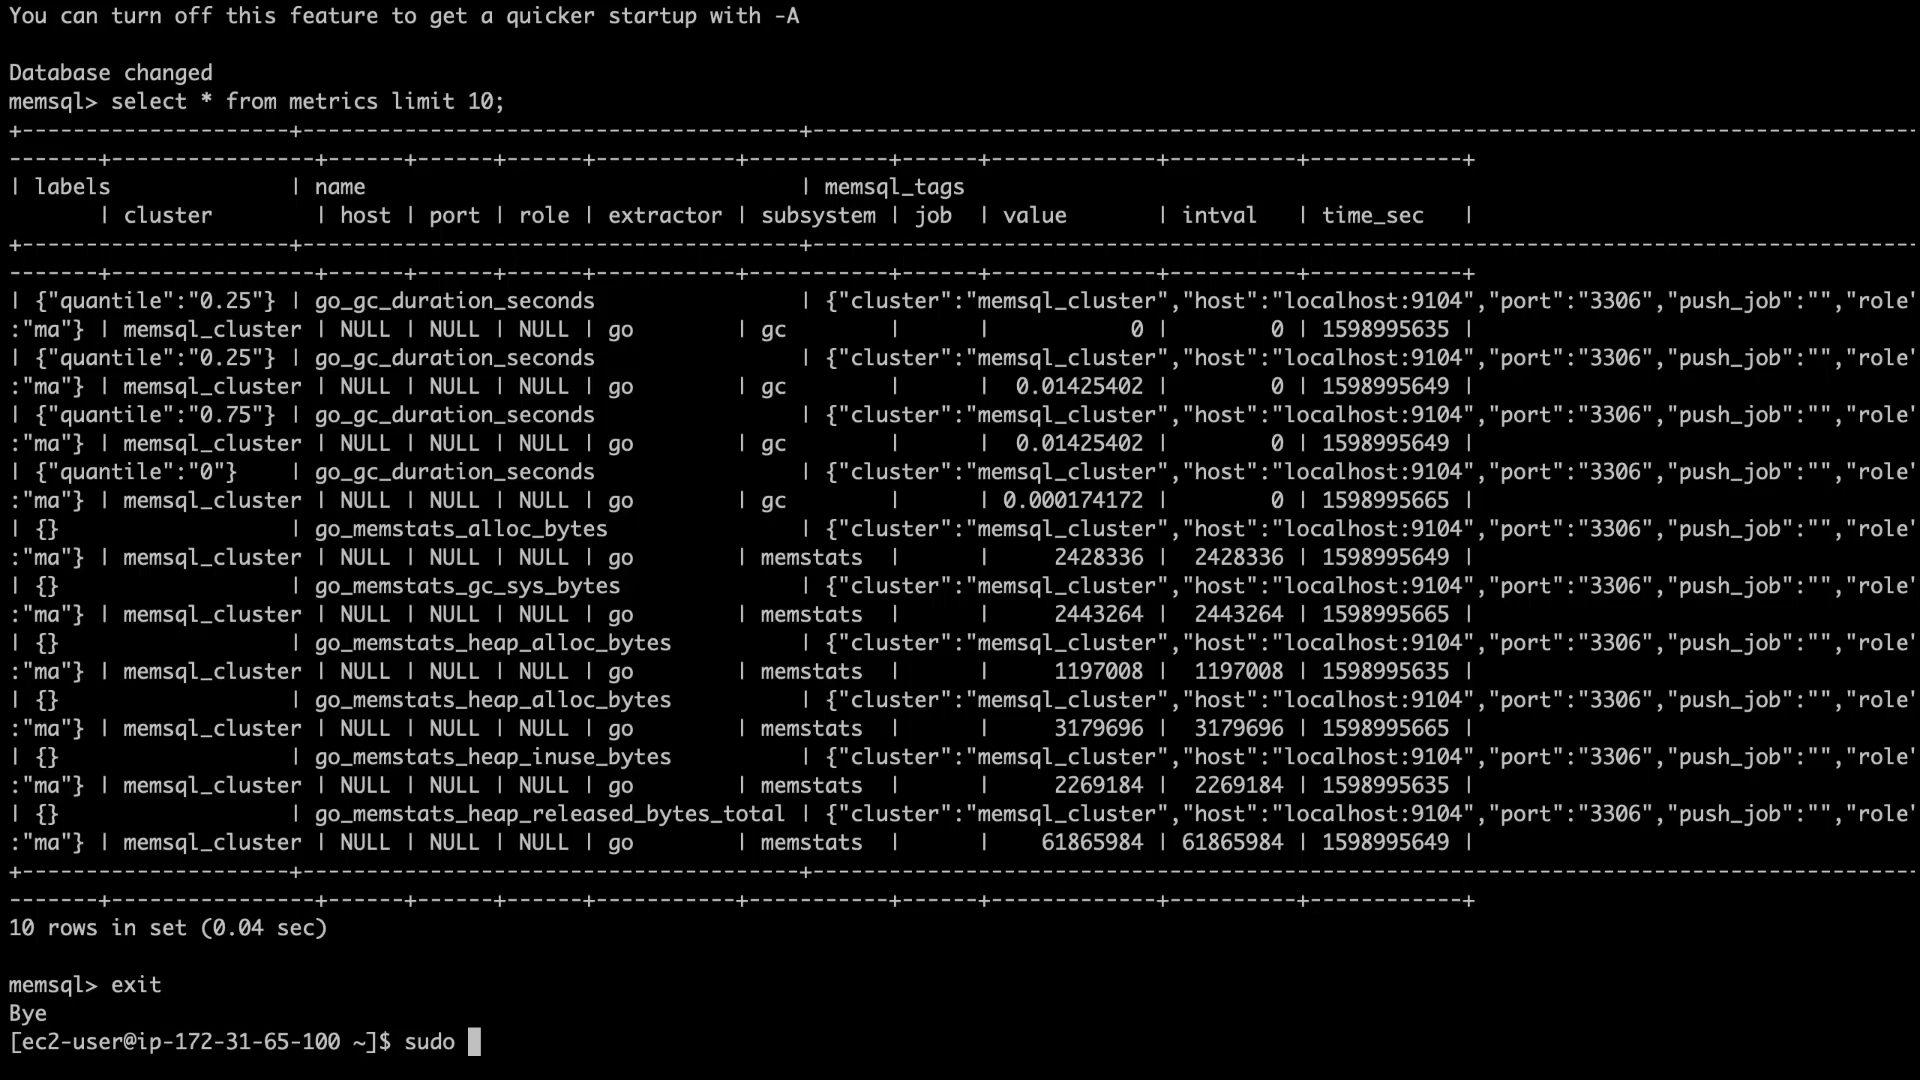 You can turn off this feature to get a quicker startup with -A
Database changed
memsql> select * from metrics limit 10;
+----------------------+---------------------------------------+---------------------------------------------------------------------------------------
-------+----------------+------+------+------+-----------+-----------+------+-------------+----------+------------+
| labels | name | memsql_tags
| cluster | host | port | role | extractor | subsystem | job | value | intval | time_sec |
+----------------------+---------------------------------------+---------------------------------------------------------------------------------------
-------+----------------+------+------+------+-----------+-----------+------+-------------+----------+------------+
| {"quantile":"0.25"} | go_gc_duration_seconds | {"cluster":"memsql_cluster","host":"localhost:9104","port":"3306","push_job":"","role"
:"ma"} | memsql_cluster | NULL | NULL | NULL | go | gc | | 0 | 0 | 1598995635 |
| {"quantile":"0.25"} | go_gc_duration_seconds | {"cluster":"memsql_cluster","host":"localhost:9104","port":"3306","push_job":"","role"
:"ma"} | memsql_cluster | NULL | NULL | NULL | go | gc | | 0.01425402 | 0 | 1598995649 |
| {"quantile":"0.75"} | go_gc_duration_seconds | {"cluster":"memsql_cluster","host":"localhost:9104","port":"3306","push_job":"","role"
:"ma"} | memsql_cluster | NULL | NULL | NULL | go | gc | | 0.01425402 | 0 | 1598995649 |
| {"quantile":"0"} | go_gc_duration_seconds | {"cluster":"memsql_cluster","host":"localhost:9104","port":"3306","push_job":"","role"
:"ma"} | memsql_cluster | NULL | NULL | NULL | go | gc | | 0.000174172 | 0 | 1598995665 |
| {} | go_memstats_alloc_bytes | {"cluster":"memsql_cluster","host":"localhost:9104","port":"3306","push_job":"","role"
:"ma"} | memsql_cluster | NULL | NULL | NULL | go | memstats | | 2428336 | 2428336 | 1598995649 |
| {} | go_memstats_gc_sys_bytes | {"cluster":"memsql_cluster","host":"localhost:9104","port":"3306","push_job":"","role"
:"ma"} | memsql_cluster | NULL | NULL | NULL | go | memstats | | 2443264 | 2443264 | 1598995665 |
| {} | go_memstats_heap_alloc_bytes | {"cluster":"memsql_cluster","host":"localhost:9104","port":"3306","push_job":"","role"
:"ma"} | memsql_cluster | NULL | NULL | NULL | go | memstats | | 1197008 | 1197008 | 1598995635 |
| {} | go_memstats_heap_alloc_bytes | {"cluster":"memsql_cluster","host":"localhost:9104","port":"3306","push_job":"","role"
:"ma"} | memsql_cluster | NULL | NULL | NULL | go | memstats | | 3179696 | 3179696 | 1598995665 |
| {} | go_memstats_heap_inuse_bytes | {"cluster":"memsql_cluster","host":"localhost:9104","port":"3306","push_job":"","role"
:"ma"} | memsql_cluster | NULL | NULL | NULL | go | memstats | | 2269184 | 2269184 | 1598995635 |
| {} | go_memstats_heap_released_bytes_total | {"cluster":"memsql_cluster","host":"localhost:9104","port":"3306","push_job":"","role"
:"ma"} | memsql_cluster | NULL | NULL | NULL | go | memstats | | 61865984 | 61865984 | 1598995649 |
+----------------------+---------------------------------------+---------------------------------------------------------------------------------------
-------+----------------+------+------+------+-----------+-----------+------+-------------+----------+------------+
10 rows in set (0.04 sec)
memsql> exit
Bye
[ec2-user@ip-172-31-65-100 ~]$ sudo